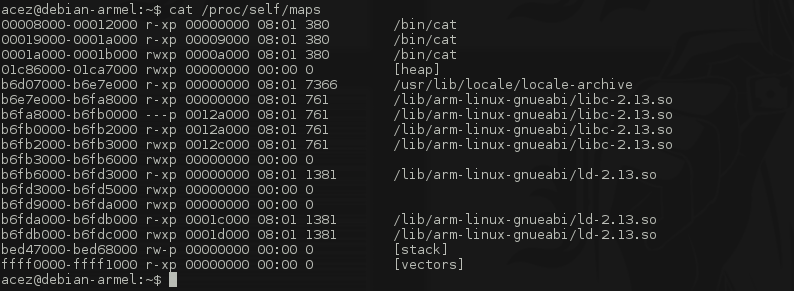 acez@debian-armel:~$ cat /proc/self/maps
00008000-00012000 r-xp 00000000 08:01 380 /bin/cat
00019000-0001a000 r-xp 00009000 08:01 380 /bin/cat
0001a000-0001b000 rwxp 0000a000 08:01 380 /bin/cat
01c86000-01ca7000 rwxp 00000000 00:00 0 [heap]
b6d07000-b6e7e000 r-xp 00000000 08:01 7366 /usr/lib/locale/locale-archive
b6e7e000-b6fa8000 r-xp 00000000 08:01 761 /lib/arm-linux-gnueabi/libc-2.13.so
b6fa8000-b6fb0000 ---p 0012a000 08:01 761 /lib/arm-linux-gnueabi/libc-2.13.so
b6fb0000-b6fb2000 r-xp 0012a000 08:01 761 /lib/arm-linux-gnueabi/libc-2.13.so
b6fb2000-b6fb3000 rwxp 0012c000 08:01 761 /lib/arm-linux-gnueabi/libc-2.13.so
b6fb3000-b6fb6000 rwxp 00000000 00:00 0
b6fb6000-b6fd3000 r-xp 00000000 08:01 1381 /lib/arm-linux-gnueabi/ld-2.13.so
b6fd3000-b6fd5000 rwxp 00000000 00:00 0
b6fd9000-b6fda000 rwxp 00000000 00:00 0
b6fda000-b6fdb000 r-xp 0001c000 08:01 1381 /lib/arm-linux-gnueabi/ld-2.13.so
b6fdb000-b6fdc000 rwxp 0001d000 08:01 1381 /lib/arm-linux-gnueabi/ld-2.13.so
bed47000-bed68000 rw-p 00000000 00:00 0 [stack]
ffff0000-ffff1000 r-xp 00000000 00:00 0 [vectors]
acez@debian-armel:~$